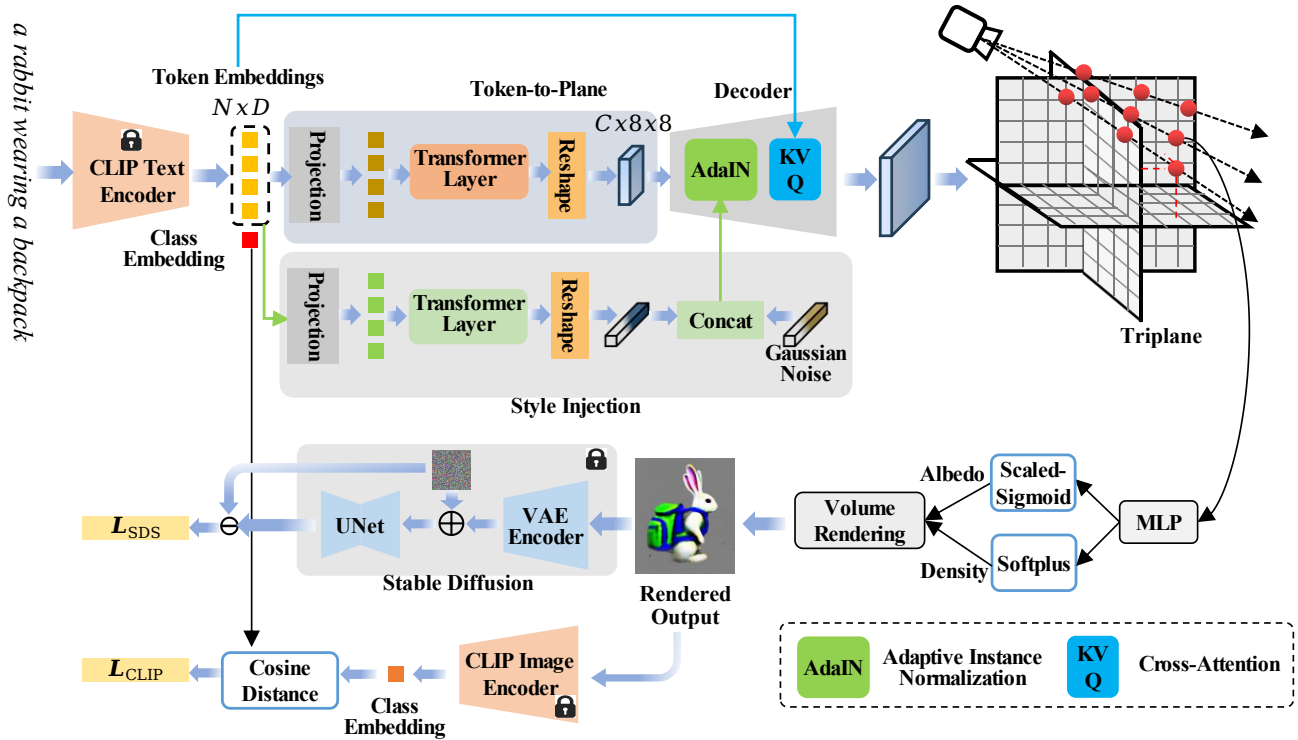 a rabbit wearing a backpack
Token Embeddings
N x D
CLIP Text
Encoder
Class
Embedding
Token-to-Plane
Projection
Transformer
Layer
Reshape
C x 8 x 8
Decoder
AdaIN
KV
Q
Triplane
Projection
Transformer
Layer
Reshape
Concat
Gaussian
Noise
Style Injection
L_SDS
UNet
VAE
Encoder
Stable Diffusion
Rendered
Output
Volume
Rendering
Albedo
Density
Scaled-
Sigmoid
Softplus
MLP
L_CLIP
Cosine
Distance
Class
Embedding
CLIP Image
Encoder
AdaIN
Adaptive Instance
Normalization
KV
Q
Cross-Attention